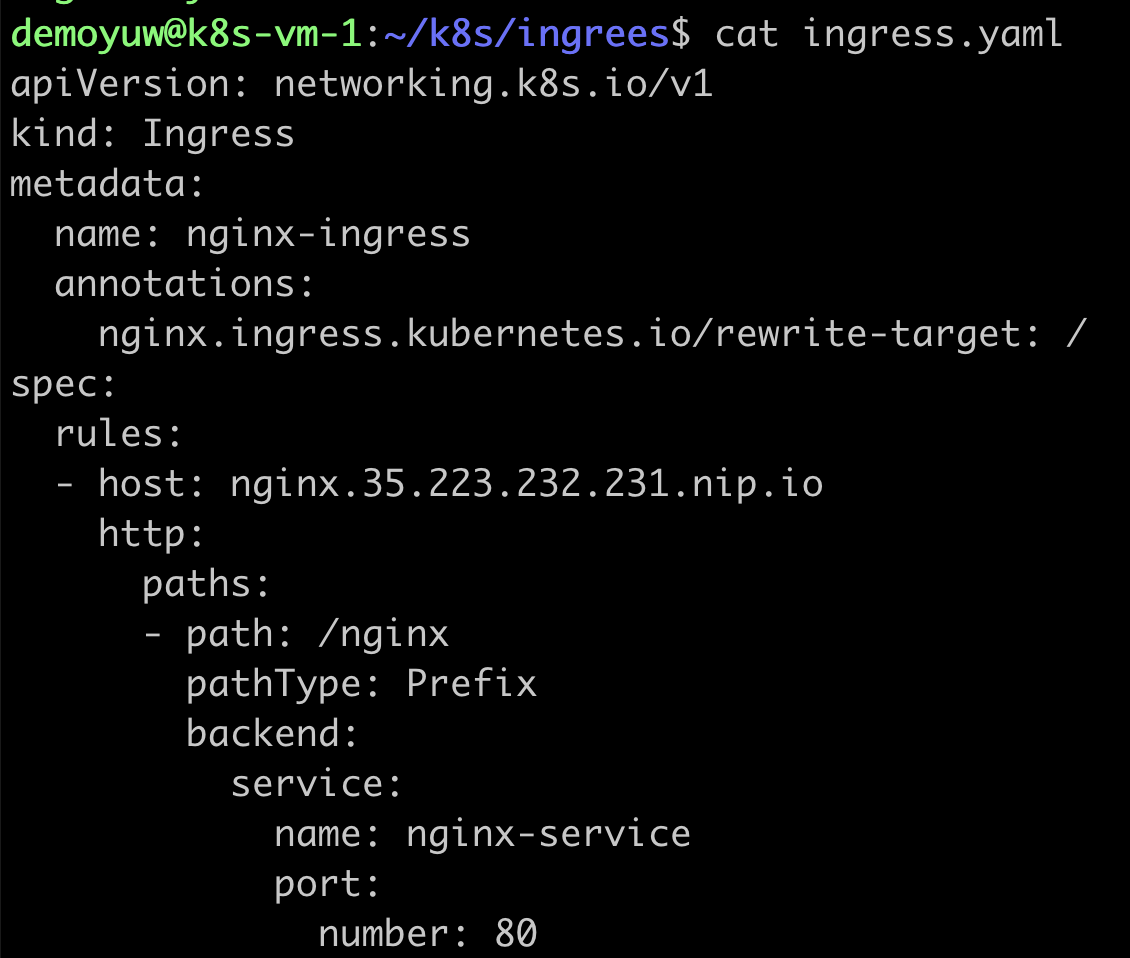 demoyuw@k8s-vm-1:~/k8s/ingrees$ cat ingress.yaml
apiVersion: networking.k8s.io/v1
kind: Ingress
metadata:
  name: nginx-ingress
  annotations:
    nginx.ingress.kubernetes.io/rewrite-target: /
spec:
  rules:
  - host: nginx.35.223.232.231.nip.io
    http:
      paths:
      - path: /nginx
        pathType: Prefix
        backend:
          service:
            name: nginx-service
            port:
              number: 80